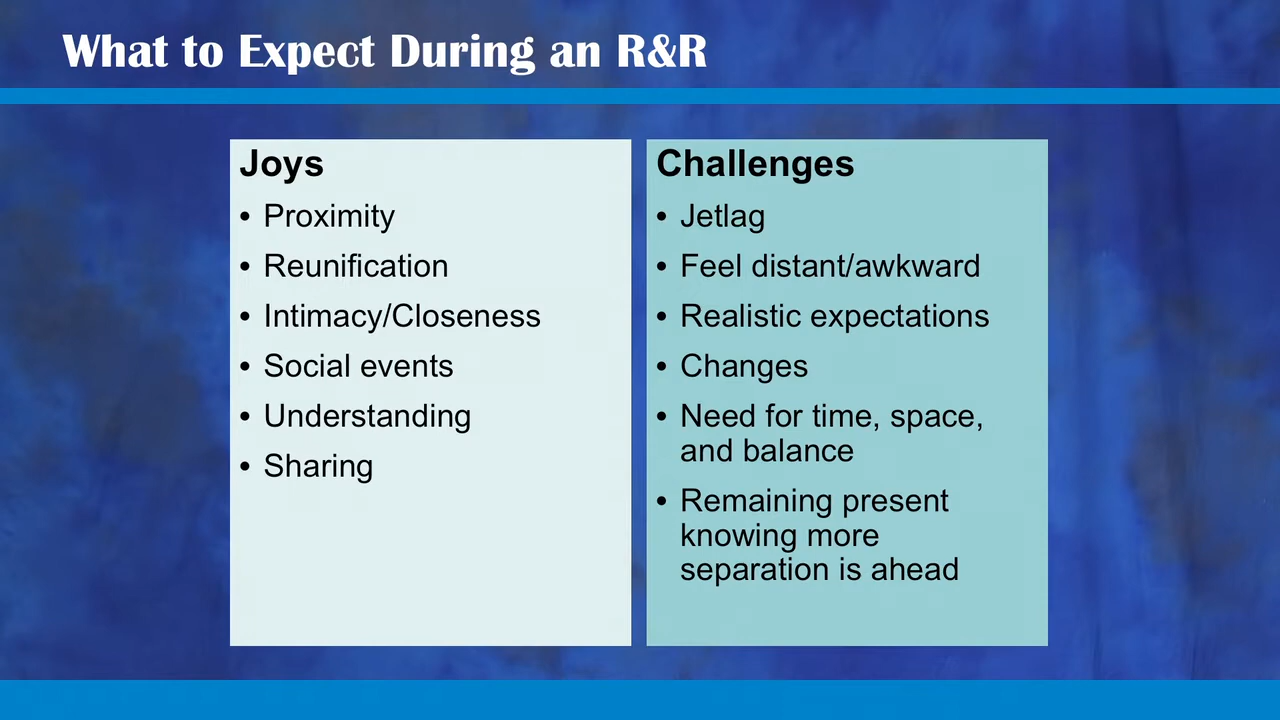 What to Expect During an R&R
Joys
• Proximity
• Reunification
• Intimacy/Closeness
• Social events
• Understanding
• Sharing
Challenges
• Jetlag
• Feel distant/awkward
• Realistic expectations
• Changes
• Need for time, space,
and balance
• Remaining present
knowing more
separation is ahead